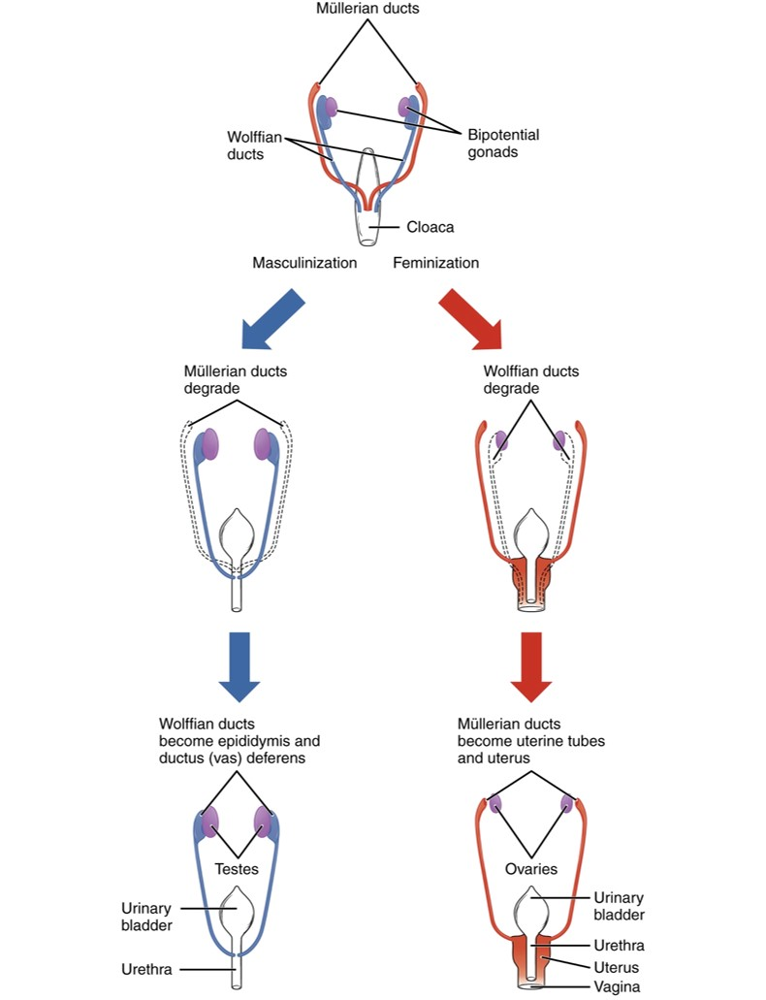 Müllerian ducts
Wolffian
ducts
Bipotential
gonads
Cloaca
Masculinization
Feminization
Müllerian ducts
degrade
Wolffian ducts
degrade
Wolffian ducts
become epididymis and
ductus (vas) deferens
Müllerian ducts
become uterine tubes
and uterus
Testes
Ovaries
Urinary
bladder
Urinary
bladder
Urethra
Urethra
Uterus
Vagina